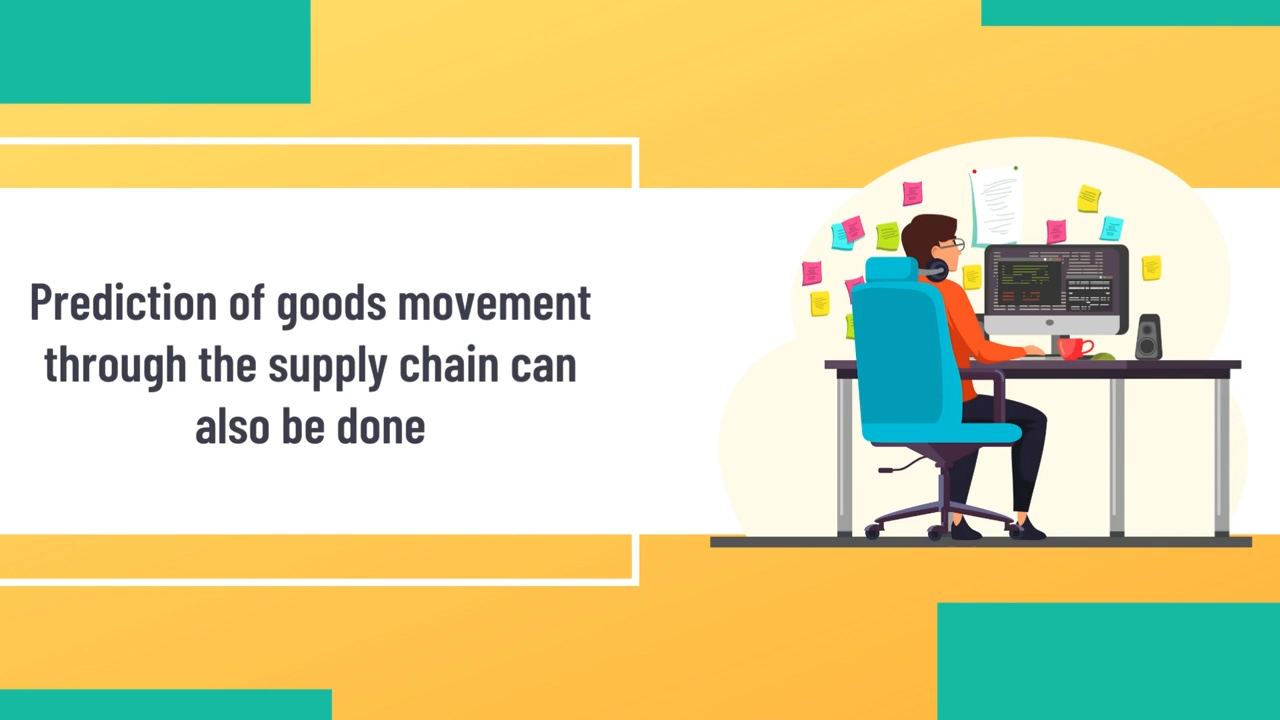 Prediction of goods movement
through the supply chain can
also be done